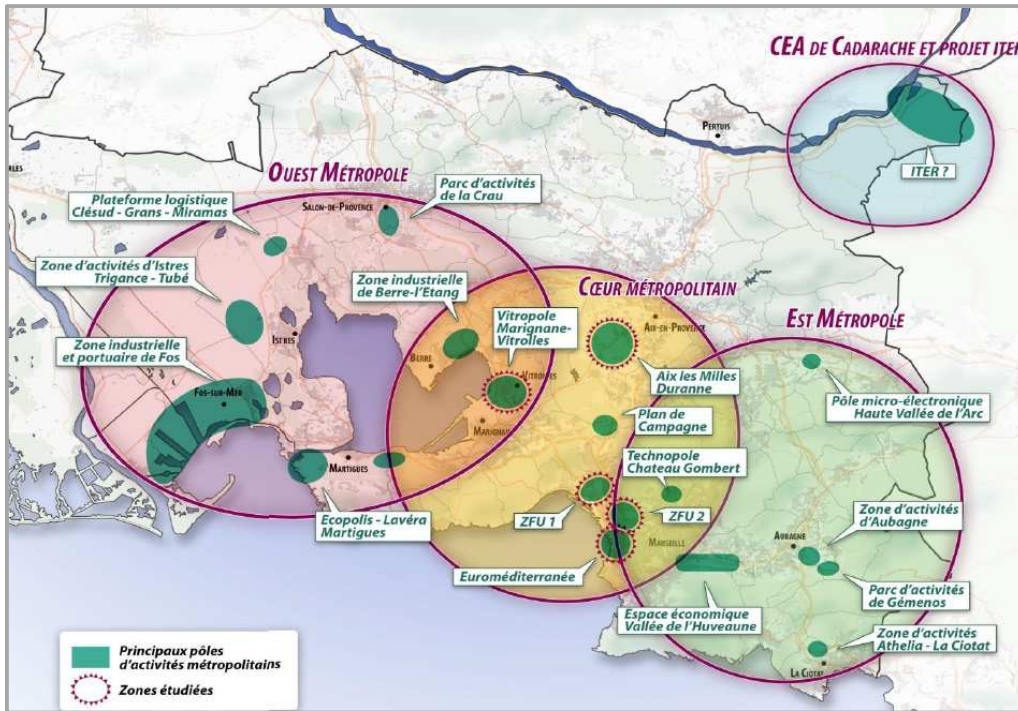 CEA DE CADARACHE ET PROJET ITER
PERTUIS
ITER ?
OUEST MÉTROPOLE
Parc d'activités
de la Crau
SALON-DE-PROVENCE
Plateforme logistique
Clésud - Grans - Miramas
Zone d'activités d'Istres
Trigance - Tubé
Zone industrielle
de Berre-l'Etang
CŒUR MÉTROPOLITAIN
Vitropole
Marignane-
Vitrolles
AIX-EN-PROVENCE
EST MÉTROPOLE
ISTRES
Zone industrielle
et portuaire de Fos
BERRE
VITROLLES
Aix les Milles
Duranne
Pôle micro-électronique
Haute Vallée de l'Arc
FOS-SUR-MER
Plan de
Campagne
MARTIGUES
Technopole
Chateau Gombert
Ecopolis - Lavéra
Martigues
ZFU 1
ZFU 2
Zone d'activités
d'Aubagne
MARSEILLE
AUBAGNE
Euroméditerranée
Parc d'activités
de Gémenos
Espace économique
Vallée de l'Huveaune
Zone d'activités
Athelia - La Ciotat
LA CIOTAT
Principaux pôles
d'activités métropolitains
Zones étudiées